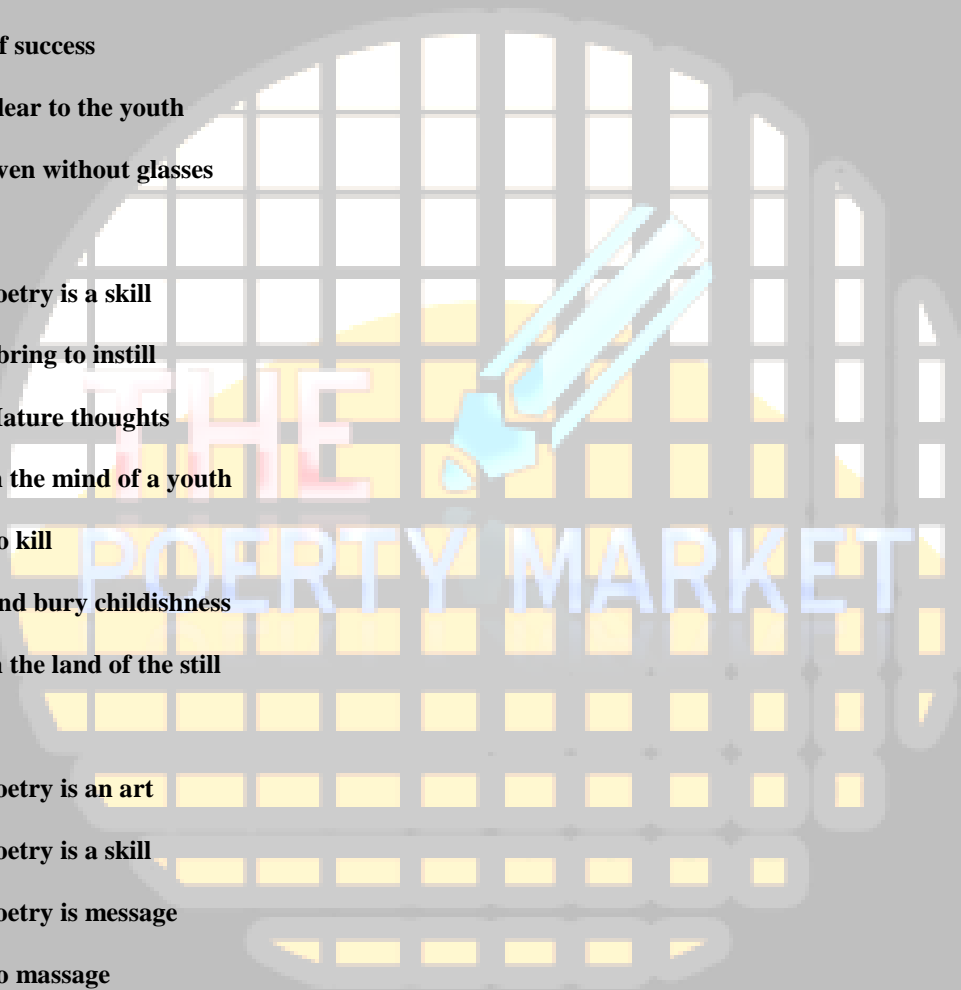 f success
lear to the youth
ven without glasses
oetry is a skill
bring to instill
Mature thoughts
n the mind of a youth
o kill
nd bury childishness
n the land of the still
oetry is an art
oetry is a skill
oetry is message
o massage
THE
POERTY MARKET